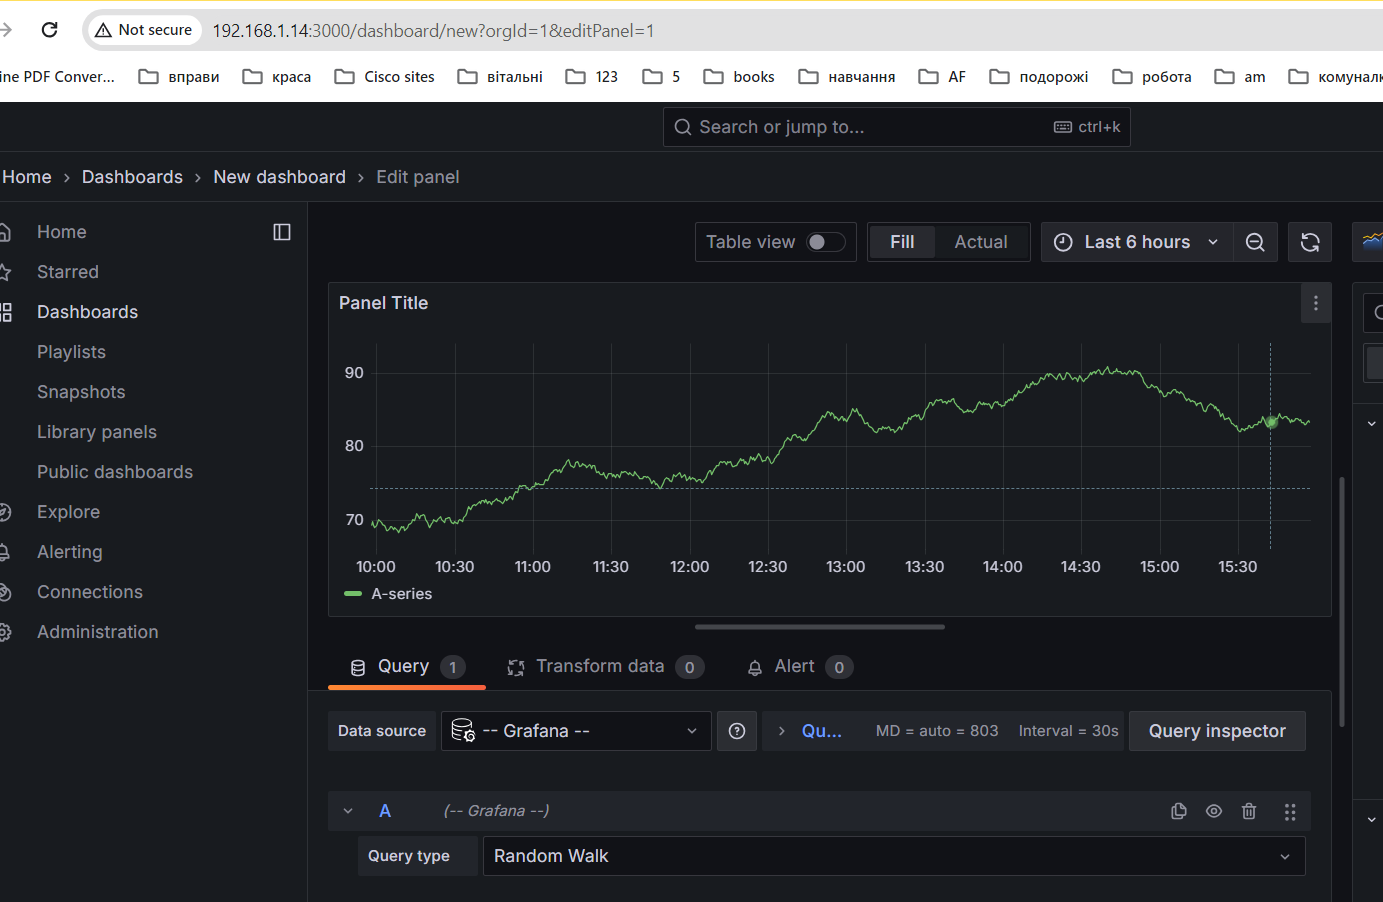 Not secure 192.168.1.14:3000/dashboard/new?orgId=1&editPanel=1
ine PDF Conver... вправи краса Cisco sites вітальні 123 5 books навчання AF подорожі робота am комуналк
Search or jump to... ctrl+k
Home › Dashboards › New dashboard › Edit panel
Home
Starred
Dashboards
Playlists
Snapshots
Library panels
Public dashboards
Explore
Alerting
Connections
Administration
Table view Fill Actual Last 6 hours
Panel Title
90
80
70
10:00 10:30 11:00 11:30 12:00 12:30 13:00 13:30 14:00 14:30 15:00 15:30
A-series
Query 1 Transform data 0 Alert 0
Data source -- Grafana -- Qu... MD = auto = 803 Interval = 30s Query inspector
A (-- Grafana --)
Query type Random Walk